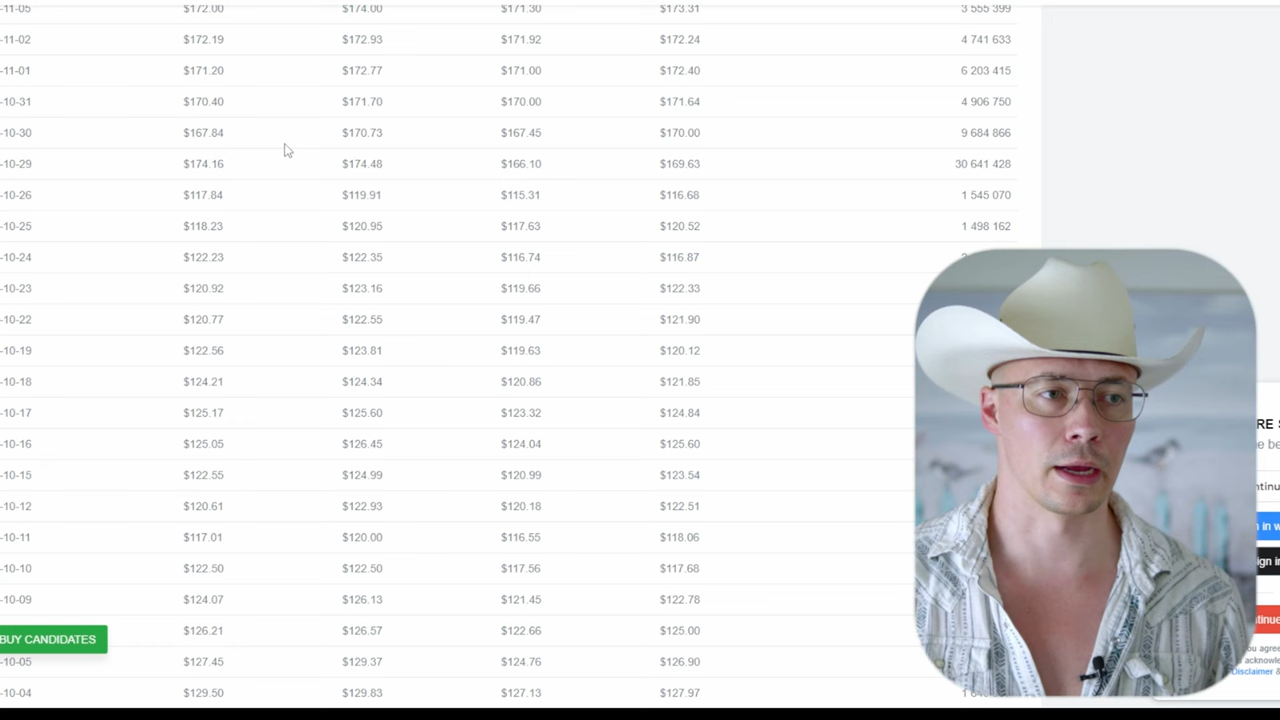 -11-05 $172.00 $174.00 $171.30 $173.31 3 555 399
-11-02 $172.19 $172.93 $171.92 $172.24 4 741 633
-11-01 $171.20 $172.77 $171.00 $172.40 6 203 415
-10-31 $170.40 $171.70 $170.00 $171.64 4 906 750
-10-30 $167.84 $170.73 $167.45 $170.00 9 684 866
-10-29 $174.16 $174.48 $166.10 $169.63 30 641 428
-10-26 $117.84 $119.91 $115.31 $116.68 1 545 070
-10-25 $118.23 $120.95 $117.63 $120.52 1 498 162
-10-24 $122.23 $122.35 $116.74 $116.87
-10-23 $120.92 $123.16 $119.66 $122.33
-10-22 $120.77 $122.55 $119.47 $121.90
-10-19 $122.56 $123.81 $119.63 $120.12
-10-18 $124.21 $124.34 $120.86 $121.85
-10-17 $125.17 $125.60 $123.32 $124.84
-10-16 $125.05 $126.45 $124.04 $125.60
-10-15 $122.55 $124.99 $120.99 $123.54
-10-12 $120.61 $122.93 $120.18 $122.51
-10-11 $117.01 $120.00 $116.55 $118.06
-10-10 $122.50 $122.50 $117.56 $117.68
-10-09 $124.07 $126.13 $121.45 $122.78
$126.21 $126.57 $122.66 $125.00
BUY CANDIDATES
-10-05 $127.45 $129.37 $124.76 $126.90
-10-04 $129.50 $129.83 $127.13 $127.97
RE
e be
ntinu
in w
ign in
tinue
ou agree
acknowle
Disclaimer &